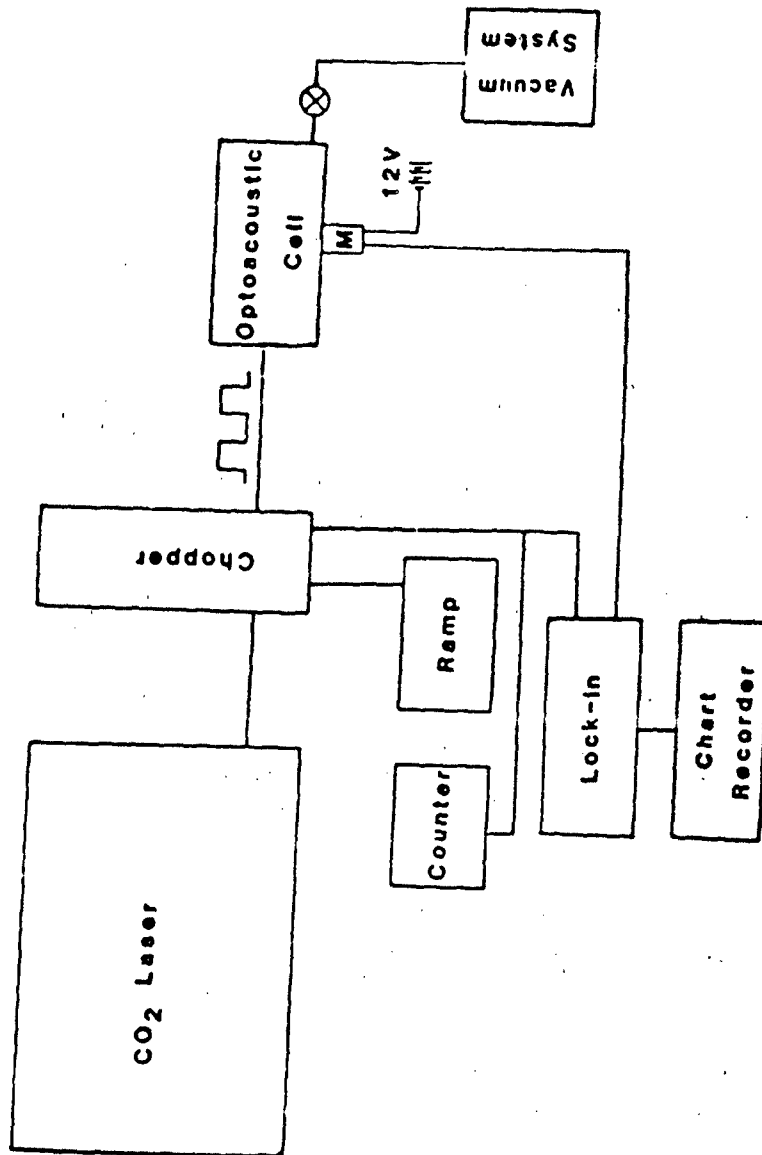 CO2 Laser
Chopper
Optoacoustic
Cell
M
12V
Vacuum
System
Ramp
Counter
Lock-in
Chart
Recorder